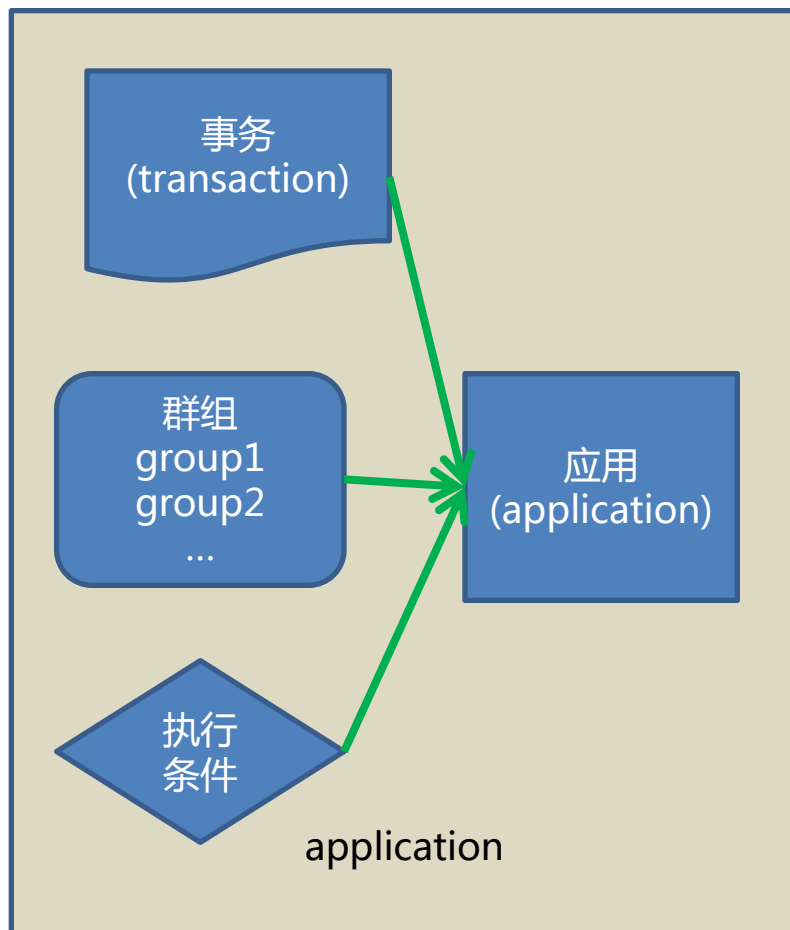 事务
(transaction)
群组
group1
group2
...
应用
(application)
执行
条件
application